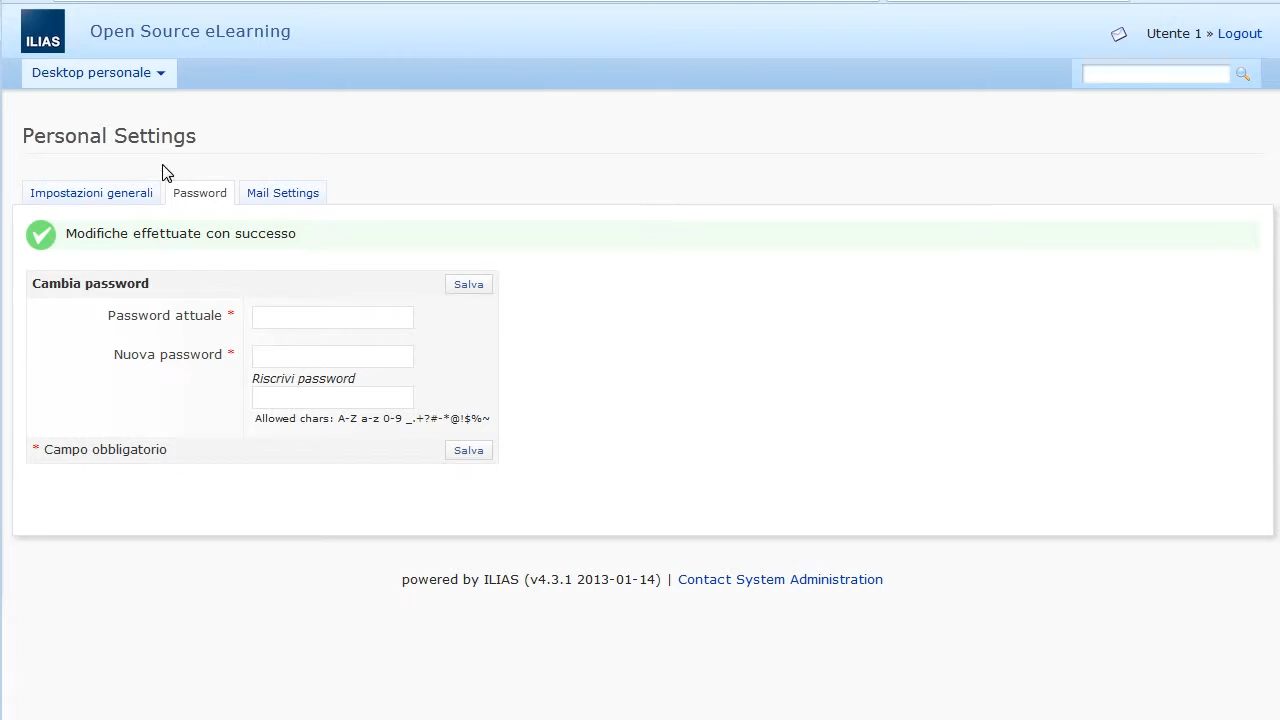 ILIAS
Open Source eLearning
Utente 1 » Logout
Desktop personale
Personal Settings
Impostazioni generali
Password
Mail Settings
Modifiche effettuate con successo
Cambia password
Salva
Password attuale *
Nuova password *
Riscrivi password
Allowed chars: A-Z a-z 0-9 _.+?#-*@!$%~
* Campo obbligatorio
Salva
powered by ILIAS (v4.3.1 2013-01-14) | Contact System Administration